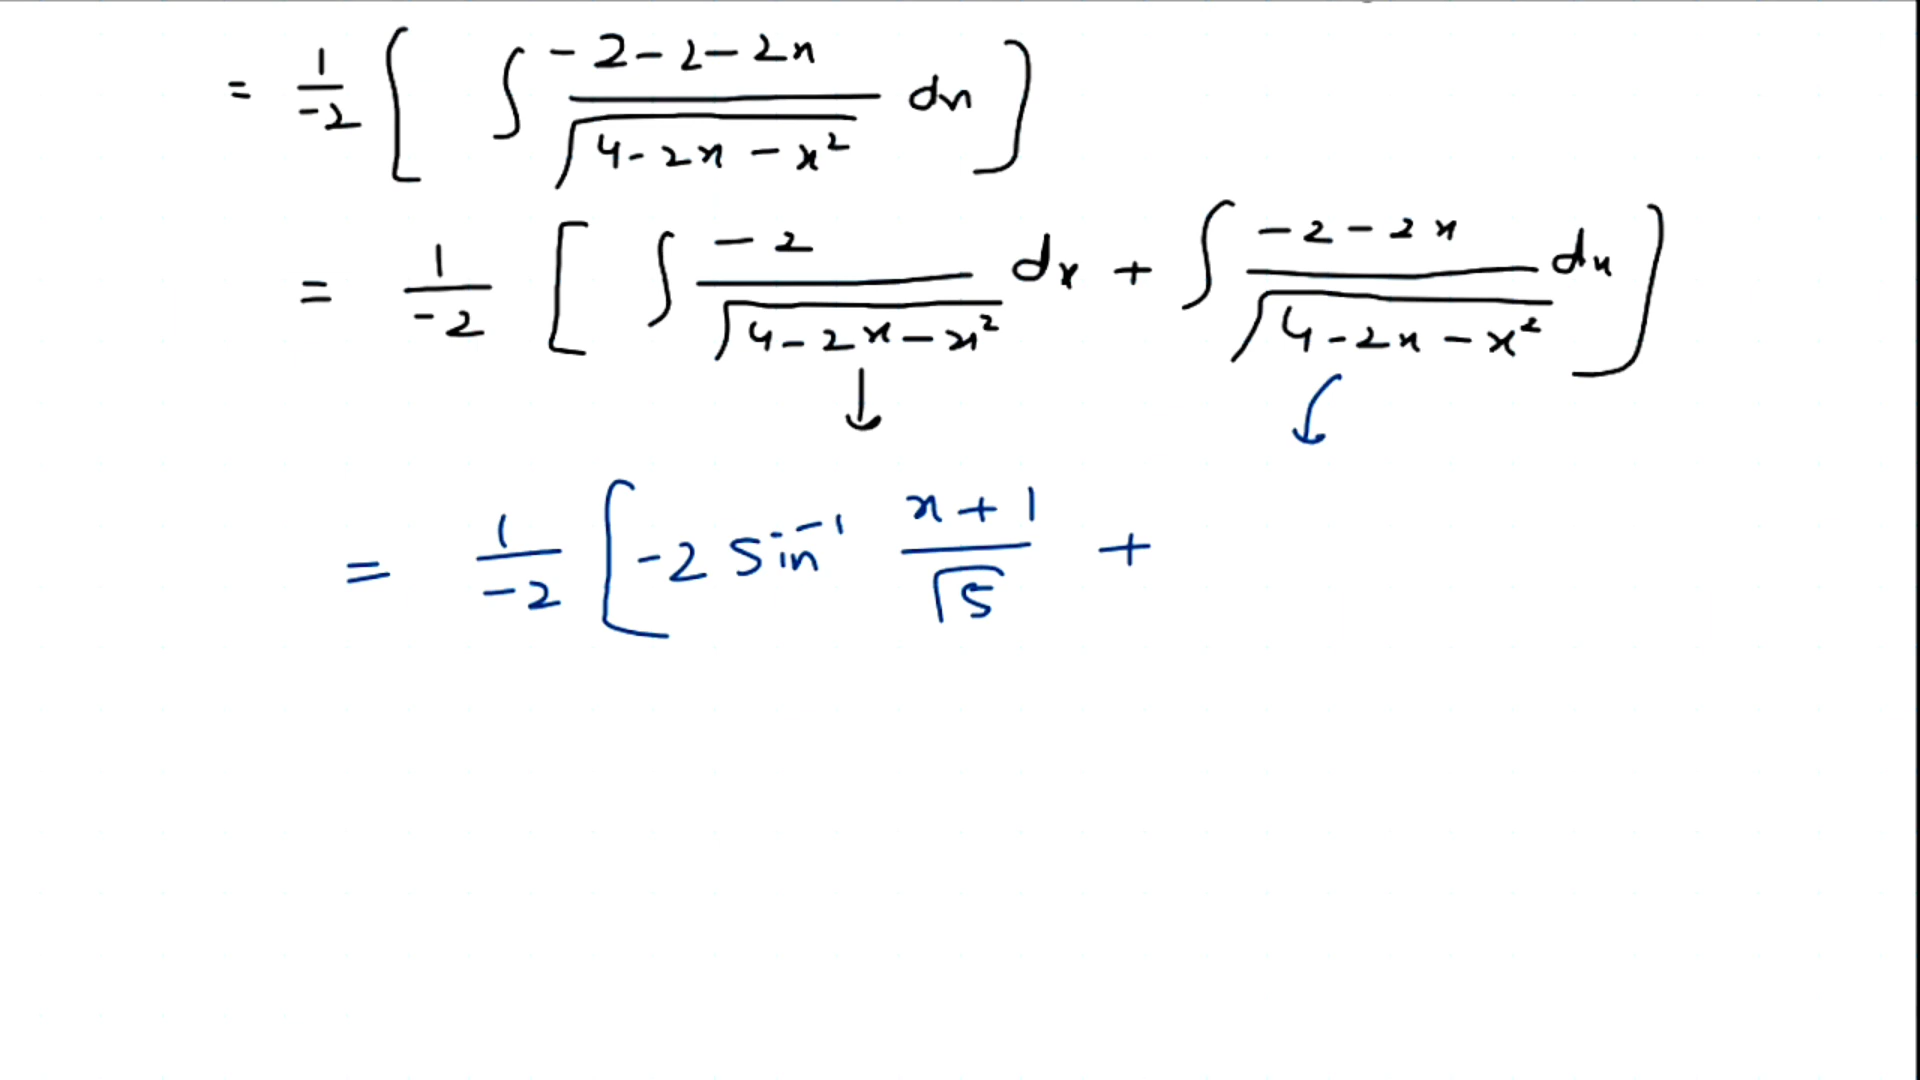 = 1/-2 [ ∫ -2-2-2x / √(4-2x-x²) dx ]
= 1/-2 [ ∫ -2 / √(4-2x-x²) dx + ∫ -2-2x / √(4-2x-x²) dx ]
= 1/-2 [ -2 sin⁻¹ x+1 / √5 +